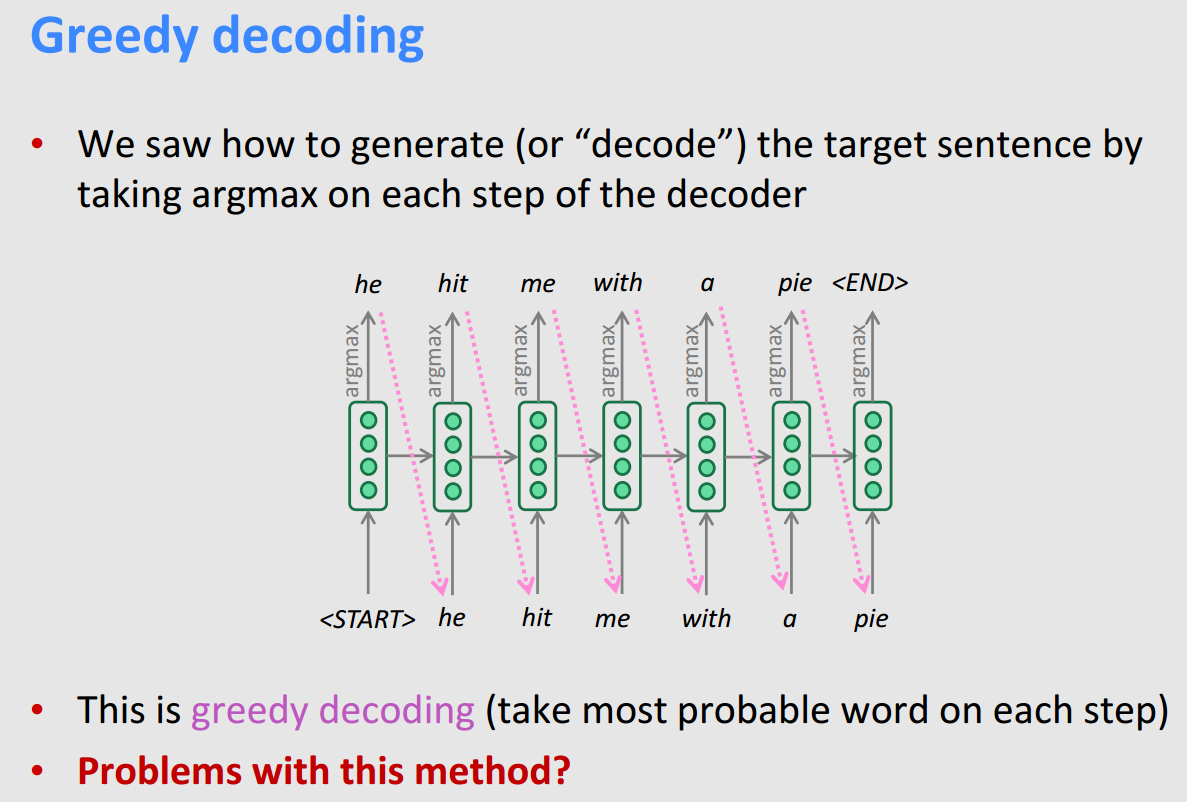 Greedy decoding
• We saw how to generate (or “decode”) the target sentence by
taking argmax on each step of the decoder
he hit me with a pie <END>
argmax argmax argmax argmax argmax argmax argmax
<START> he hit me with a pie
• This is greedy decoding (take most probable word on each step)
• Problems with this method?